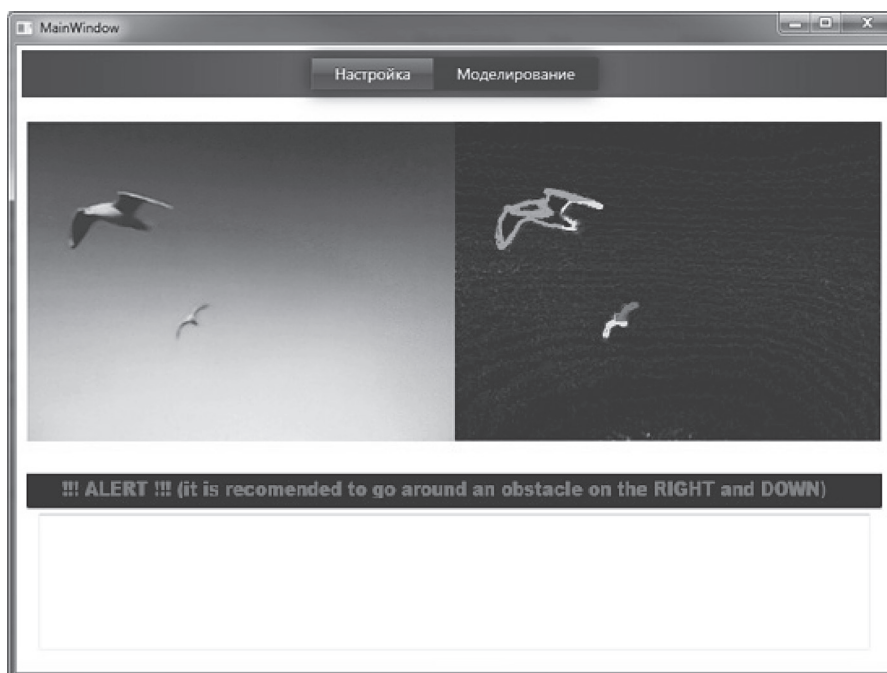 MainWindow
Настройка Моделирование
!!! ALERT !!! (it is recomended to go around an obstacle on the RIGHT and DOWN)